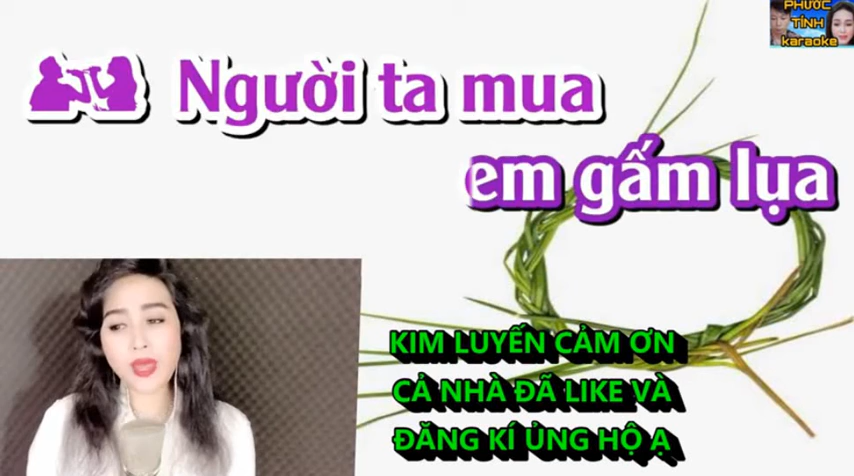 PHƯỚC
TÍNH
karaoke
Người ta mua
em gấm lụa
KIM LUYẾN CẢM ƠN
CẢ NHÀ ĐÃ LIKE VÀ
ĐĂNG KÍ ỦNG HỘ Ạ